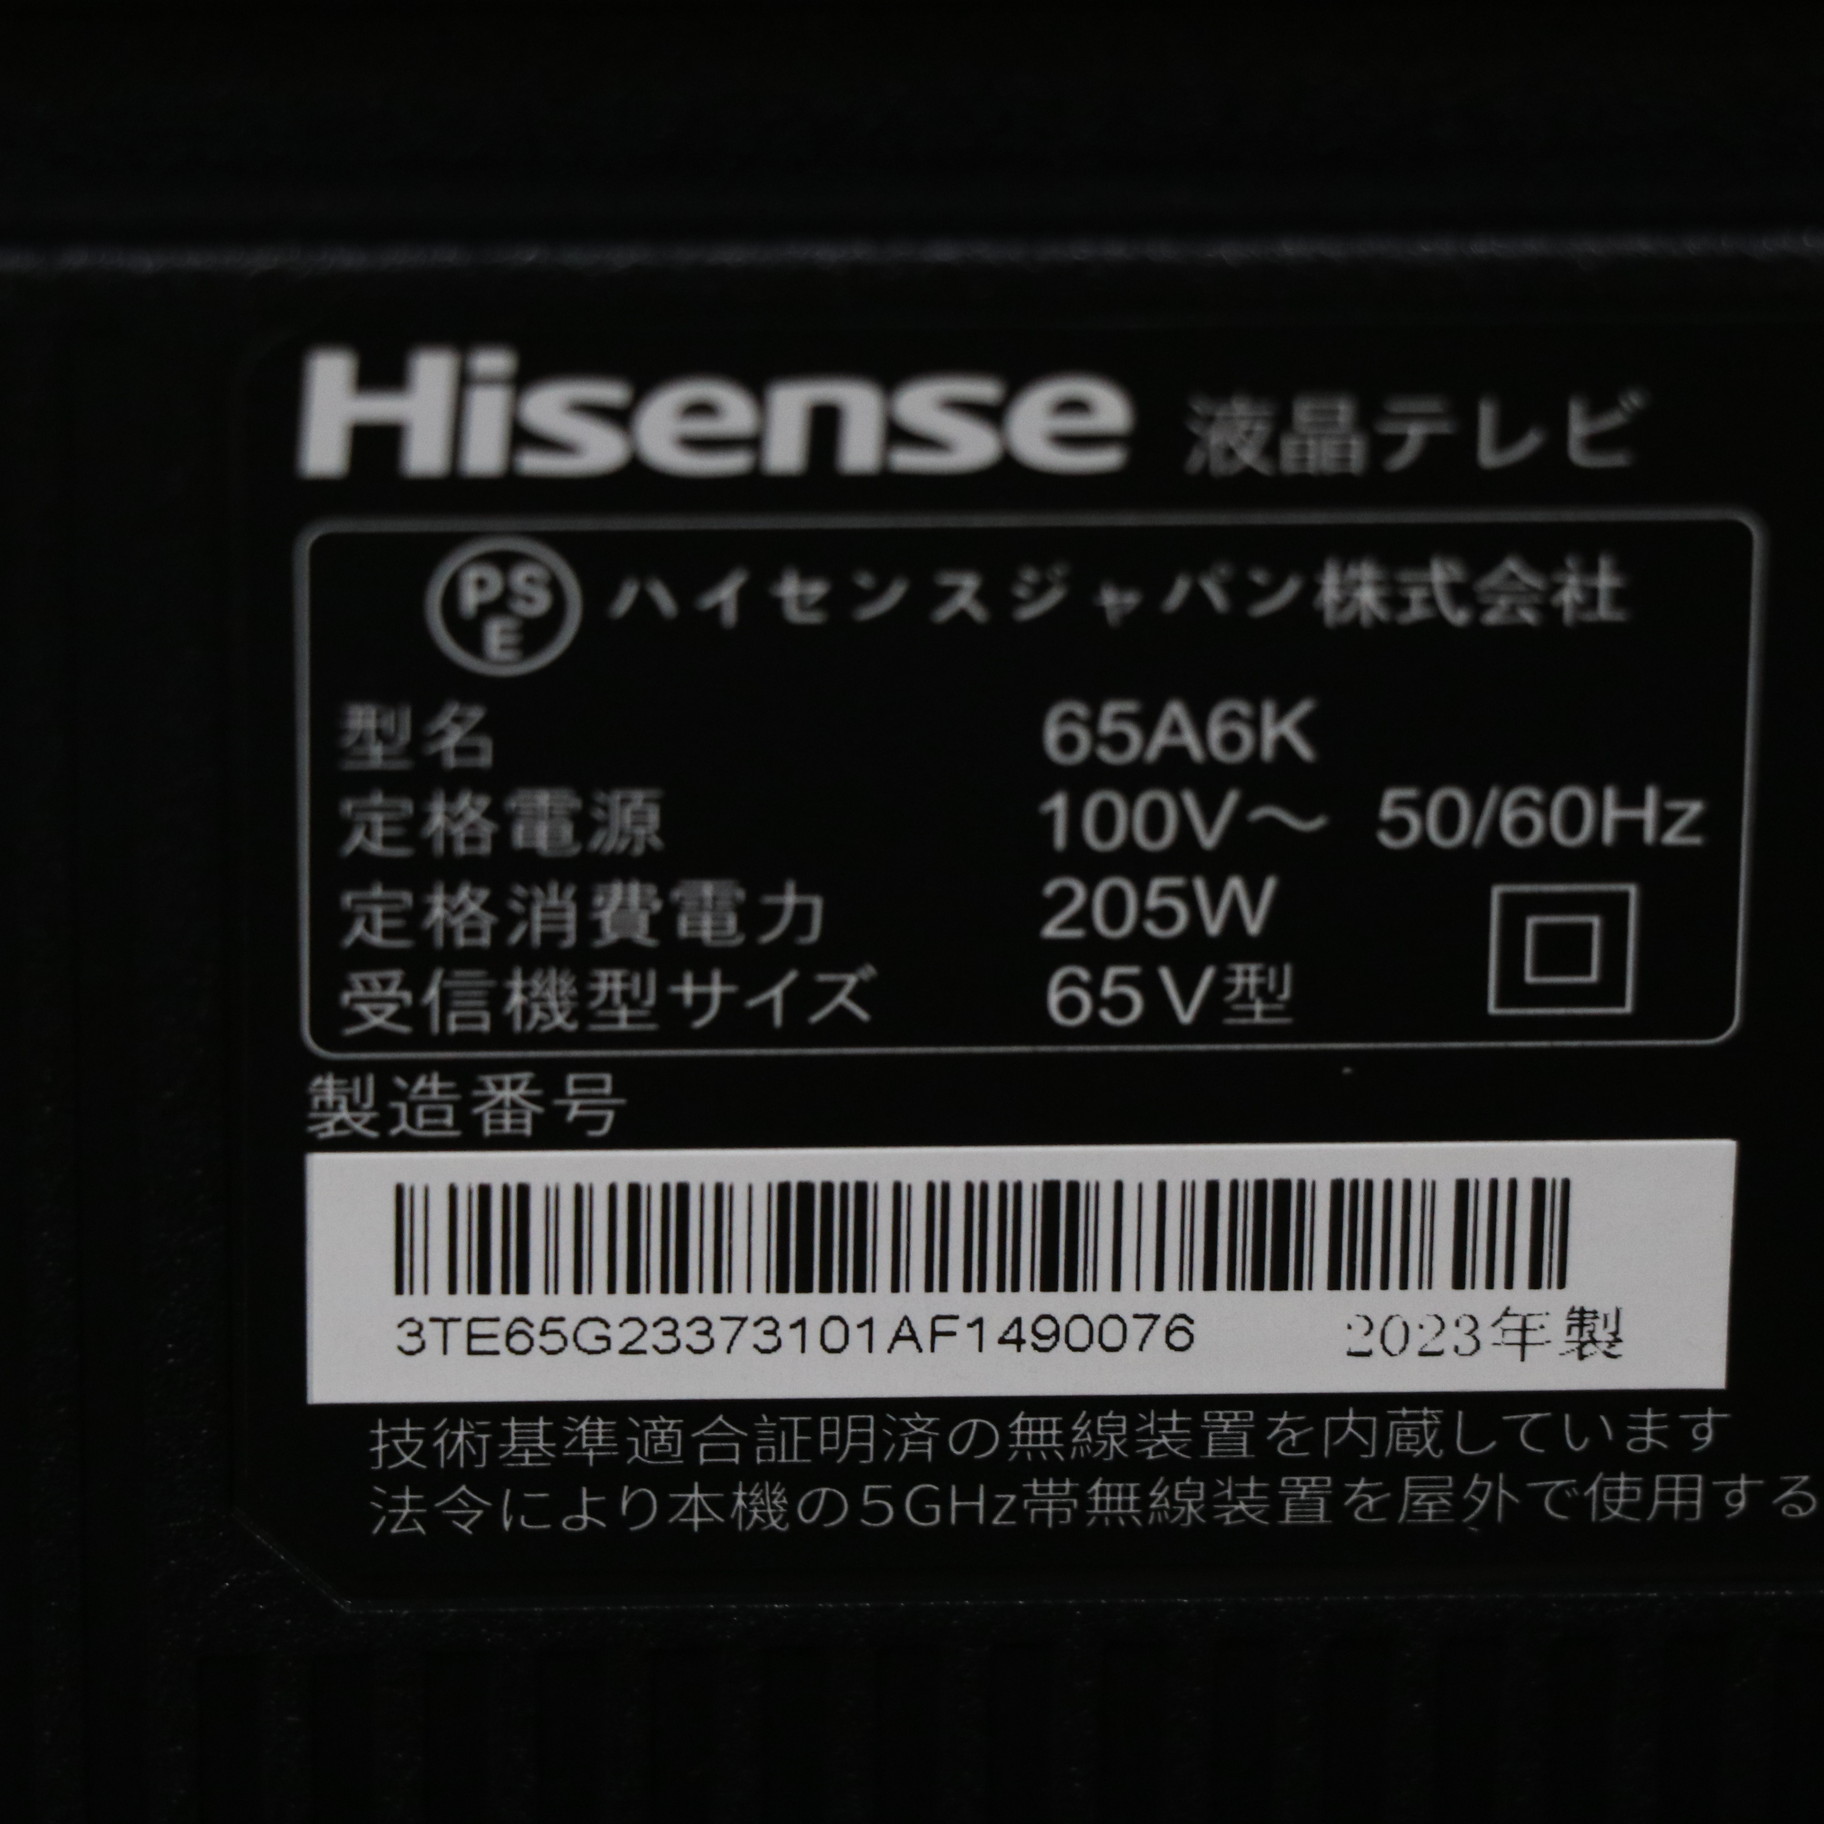 Hisense 液晶テレビ
PSE ハイセンスジャパン株式会社
型名 65A6K
定格電源 100V～ 50/60Hz
定格消費電力 205W
受信機型サイズ 65V型
製造番号
3TE65G23373101AF1490076 2023年製
技術基準適合証明済の無線装置を内蔵しています
法令により本機の5GHz帯無線装置を屋外で使用する